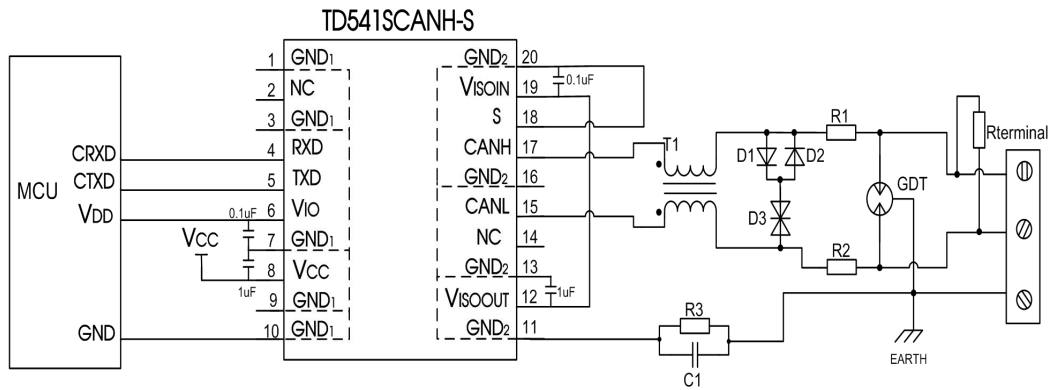 TD541SCANH-S
MCU
CRXD
CTXD
VDD
GND
VCC
0.1uF
1uF
1
2
3
4
5
6
7
8
9
10
GND1
NC
GND1
RXD
TXD
VIO
GND1
VCC
GND1
GND1
GND2
VISOIN
S
CANH
GND2
CANL
NC
GND2
VISOOUT
GND2
20
19
18
17
16
15
14
13
12
11
0.1uF
1uF
T1
D1
D2
D3
R1
R2
GDT
Rterminal
R3
C1
EARTH